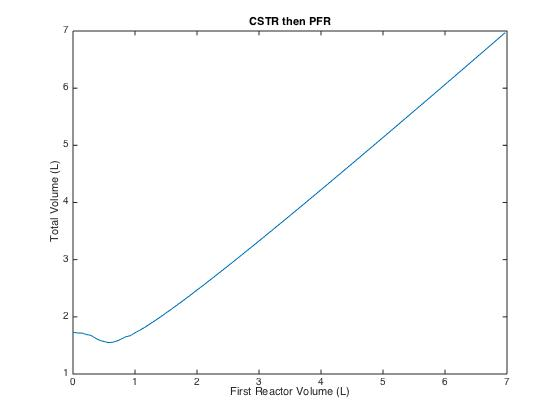 CSTR then PFR
7
6
5
4
3
2
1
Total Volume (L)
0 1 2 3 4 5 6 7
First Reactor Volume (L)